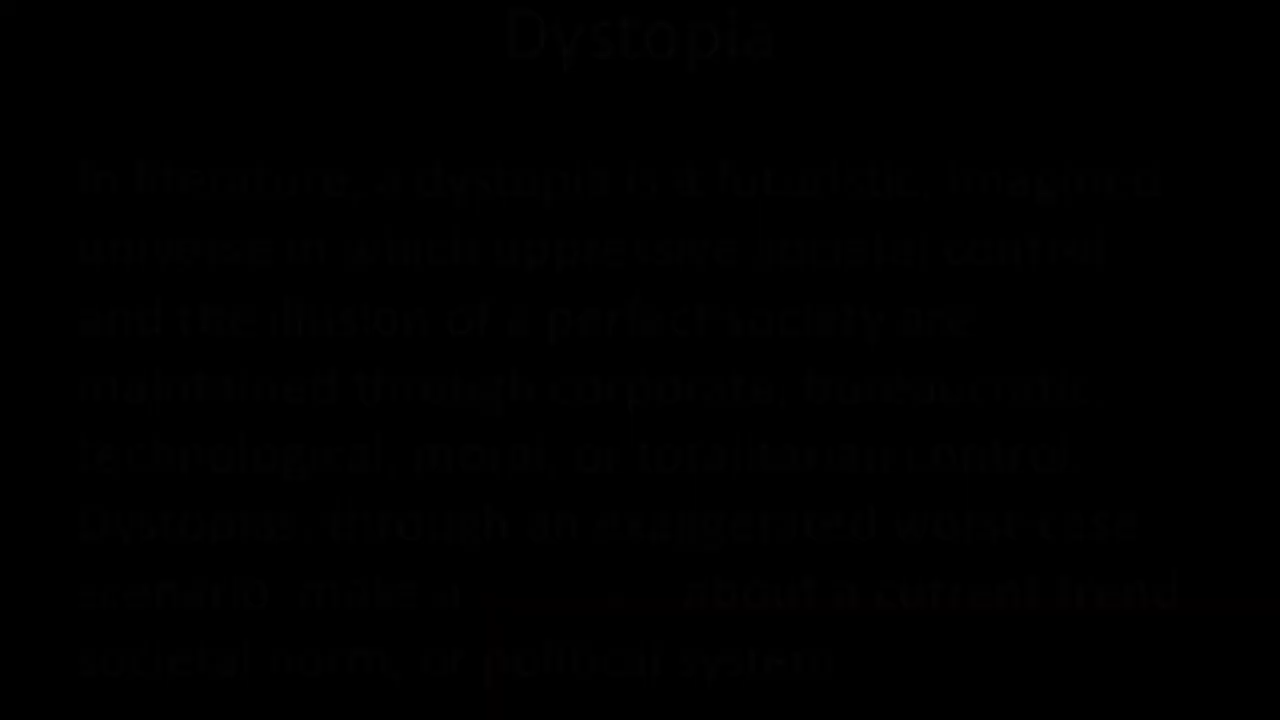 Dystopia
In literature, a dystopia is a futuristic, imagined
universe in which oppressive societal control
and the illusion of a perfect society are
maintained through corporate, bureaucratic,
technological, moral, or totalitarian control.
Dystopias, through an exaggerated worst-case
scenario, make a about a current trend
societal norm, or political system